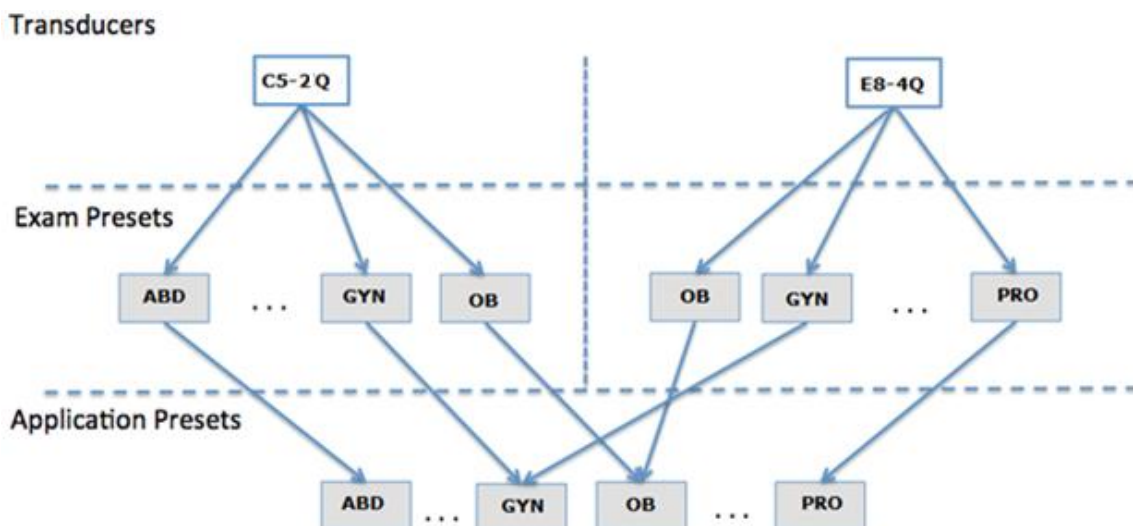 Transducers
C5-2Q E8-4Q
Exam Presets
ABD ... GYN OB OB GYN ... PRO
Application Presets
ABD ... GYN OB ... PRO